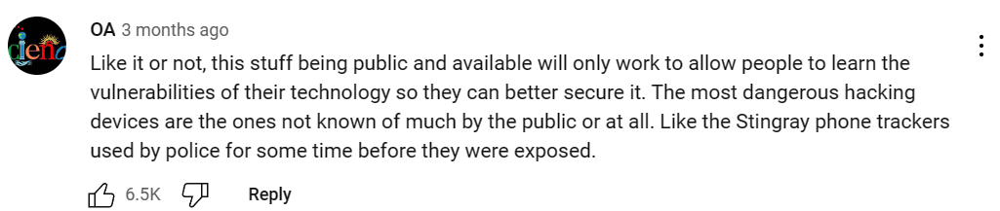 OA 3 months ago
Like it or not, this stuff being public and available will only work to allow people to learn the
vulnerabilities of their technology so they can better secure it. The most dangerous hacking
devices are the ones not known of much by the public or at all. Like the Stingray phone trackers
used by police for some time before they were exposed.
6.5K Reply